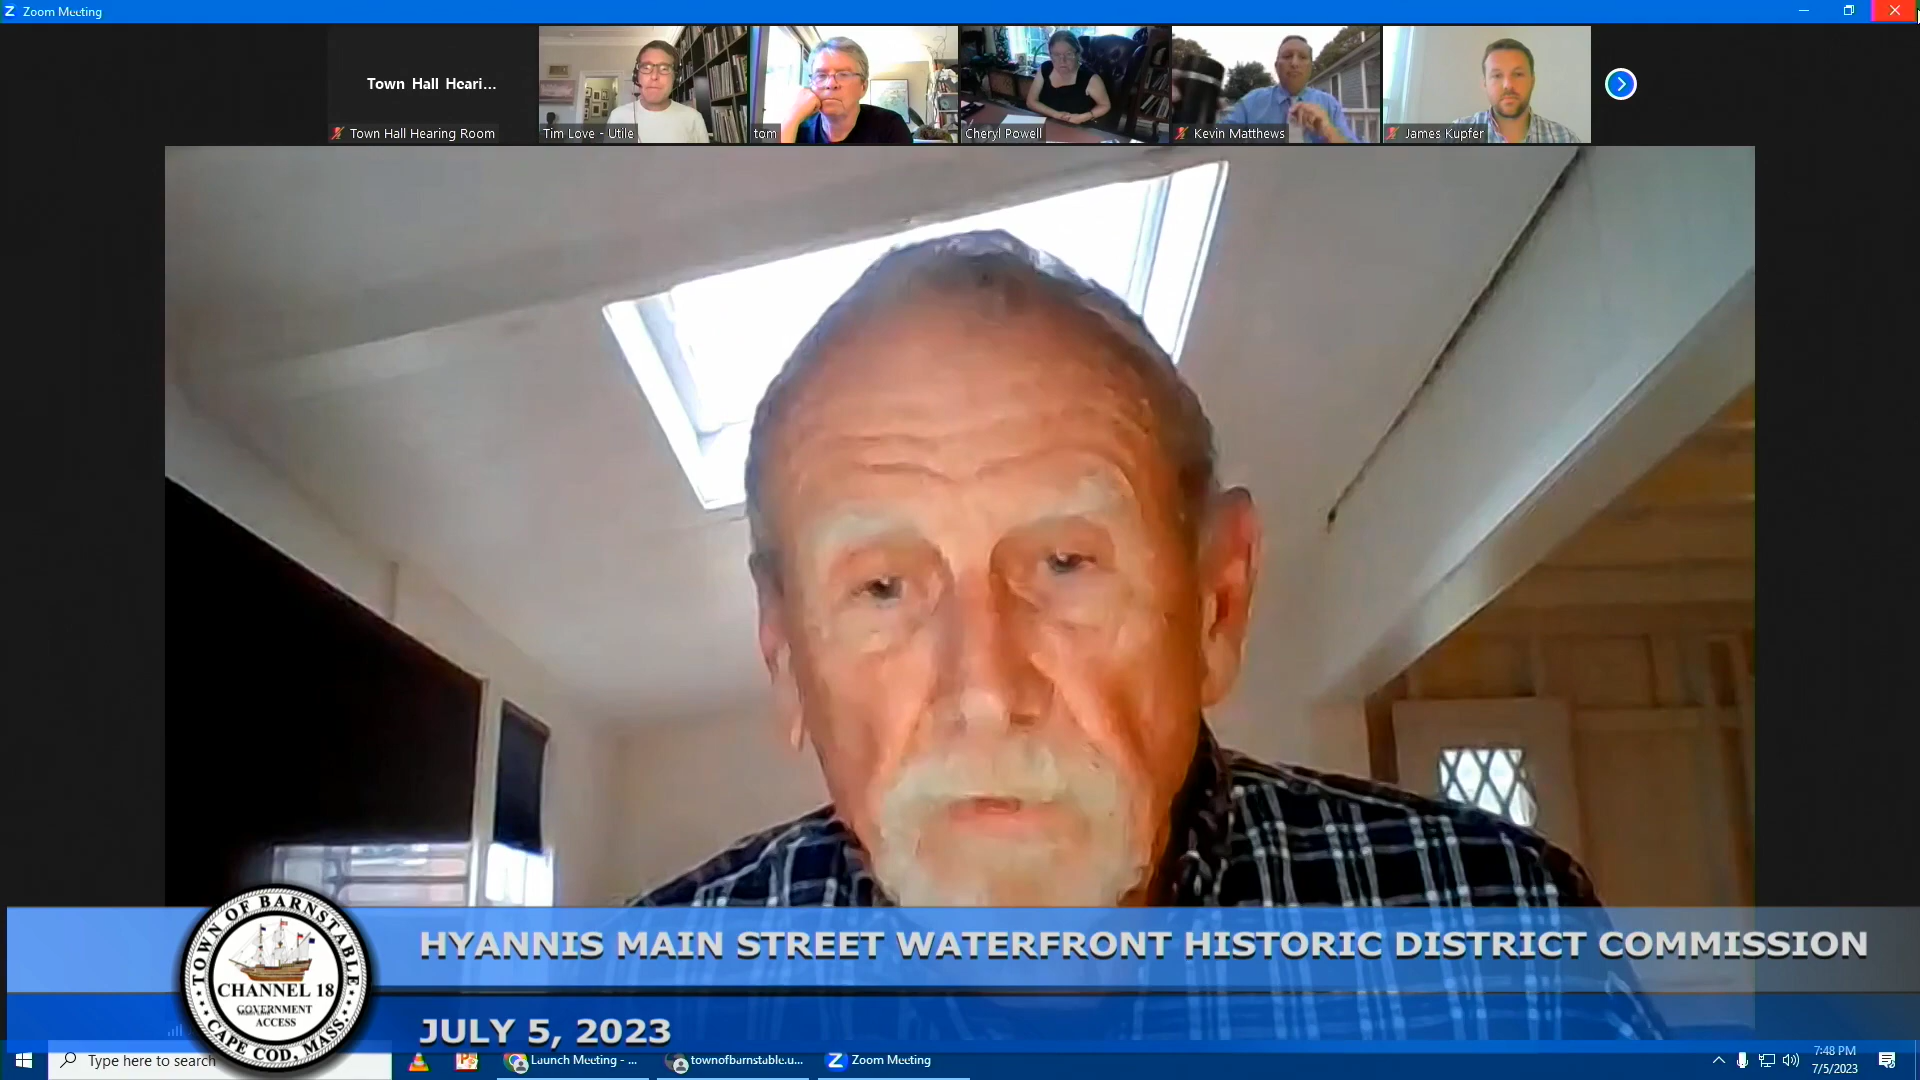 Zoom Meeting
Town Hall Heari...
Town Hall Hearing Room
Tim Love - Utile
tom
Cheryl Powell
Kevin Matthews
James Kupfer
TOWN OF BARNSTABLE
CHANNEL 18
GOVERNMENT
ACCESS
CAPE COD, MASS.
HYANNIS MAIN STREET WATERFRONT HISTORIC DISTRICT COMMISSION
JULY 5, 2023
Type here to search
Launch Meeting - ...
townofbarnstable.u...
Zoom Meeting
7:48 PM
7/5/2023